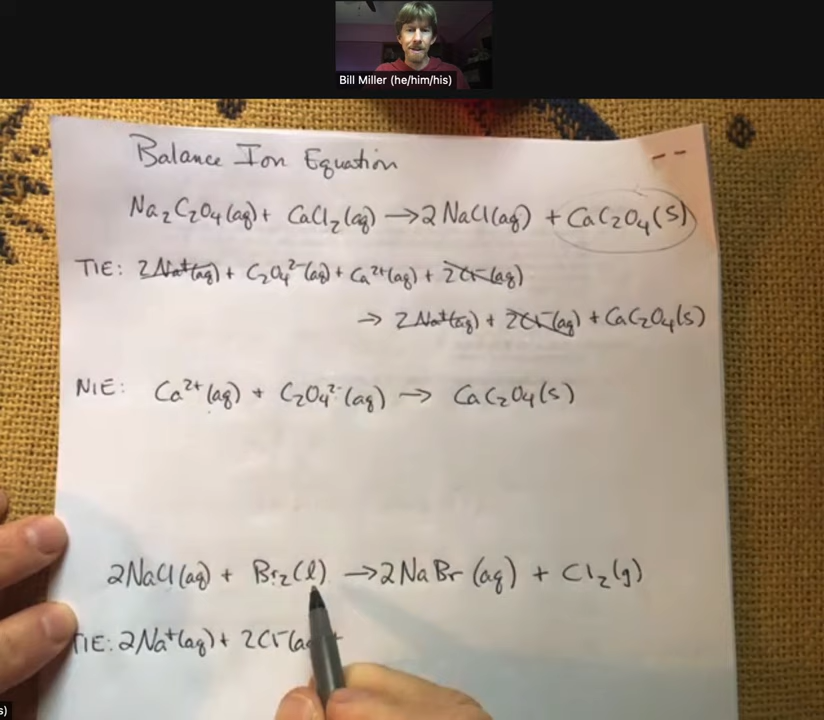 Bill Miller (he/him/his)
Balance Ion Equation
Na₂C₂O₄(aq) + CaCl₂(aq) → 2 NaCl(aq) + CaC₂O₄(s)
TIE: 2Na⁺(aq) + C₂O₄²⁻(aq) + Ca²⁺(aq) + 2Cl⁻(aq)
→ 2Na⁺(aq) + 2Cl⁻(aq) + CaC₂O₄(s)
NIE: Ca²⁺(aq) + C₂O₄²⁻(aq) → CaC₂O₄(s)
2NaCl(aq) + Br₂(l) → 2NaBr(aq) + Cl₂(g)
TIE: 2Na⁺(aq) + 2Cl⁻(a
s)